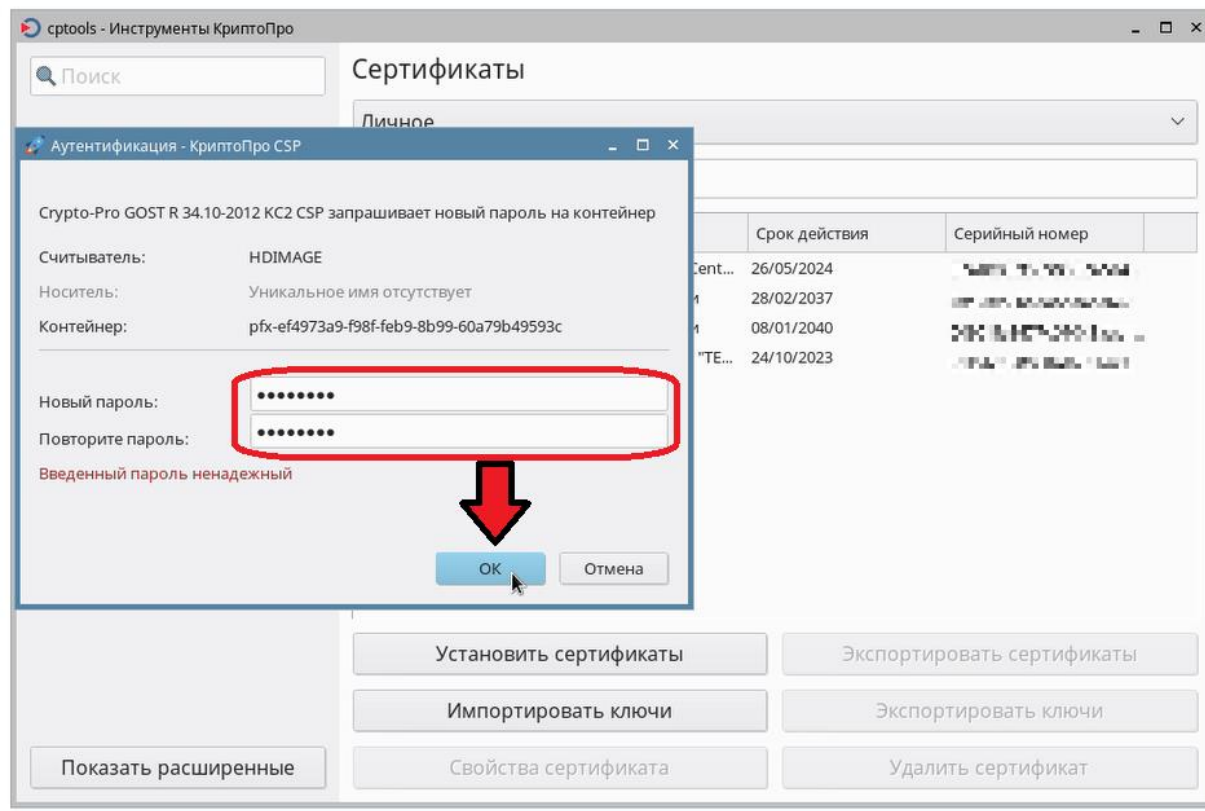 cptools - Инструменты КриптоПро
Поиск
Сертификаты
Личное
Аутентификация - КриптоПро CSP
Crypto-Pro GOST R 34.10-2012 KC2 CSP запрашивает новый пароль на контейнер
Считыватель: HDIMAGE
Носитель: Уникальное имя отсутствует
Контейнер: pfx-ef4973a9-f98f-feb9-8b99-60a79b49593c
Новый пароль: ••••••••
Повторите пароль: ••••••••
Введенный пароль ненадежный
ОК Отмена
Срок действия Серийный номер
26/05/2024
28/02/2037
08/01/2040
"TE... 24/10/2023
Установить сертификаты Экспортировать сертификаты
Импортировать ключи Экспортировать ключи
Показать расширенные Свойства сертификата Удалить сертификат